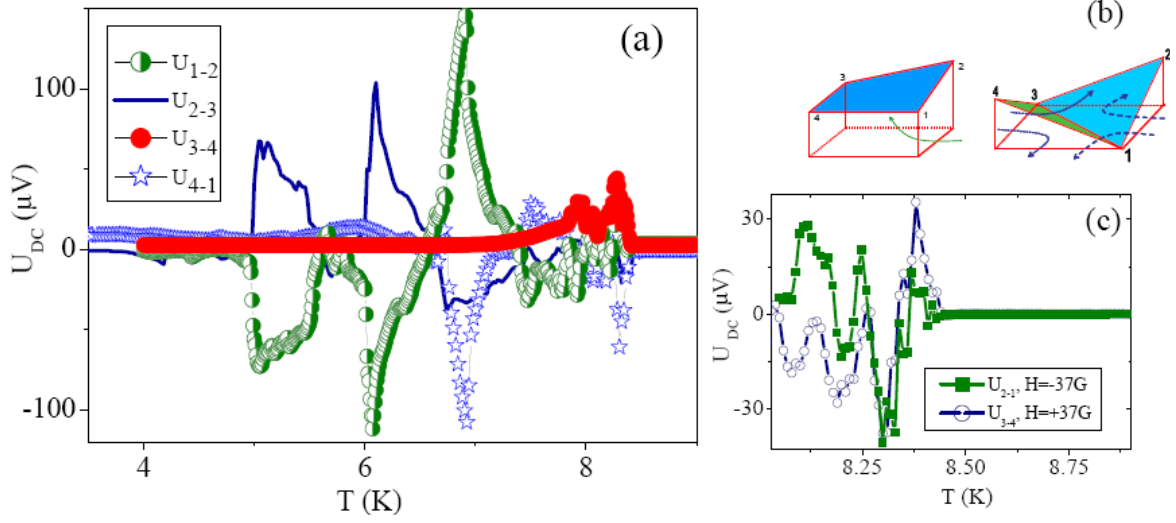 (a)
U1-2
U2-3
U3-4
U4-1
100
0
-100
UDC (µV)
4
6
8
T (K)
(b)
3
2
4
1
2
4
3
1
(c)
30
0
-30
UDC (µV)
U2-1, H=-37G
U3-4, H=+37G
8.25
8.50
8.75
T (K)